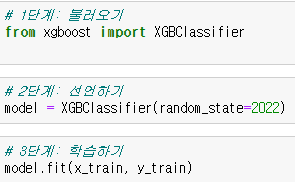 # 1단계: 불러오기
from xgboost import XGBClassifier
# 2단계: 선언하기
model = XGBClassifier(random_state=2022)
# 3단계: 학습하기
model.fit(x_train, y_train)